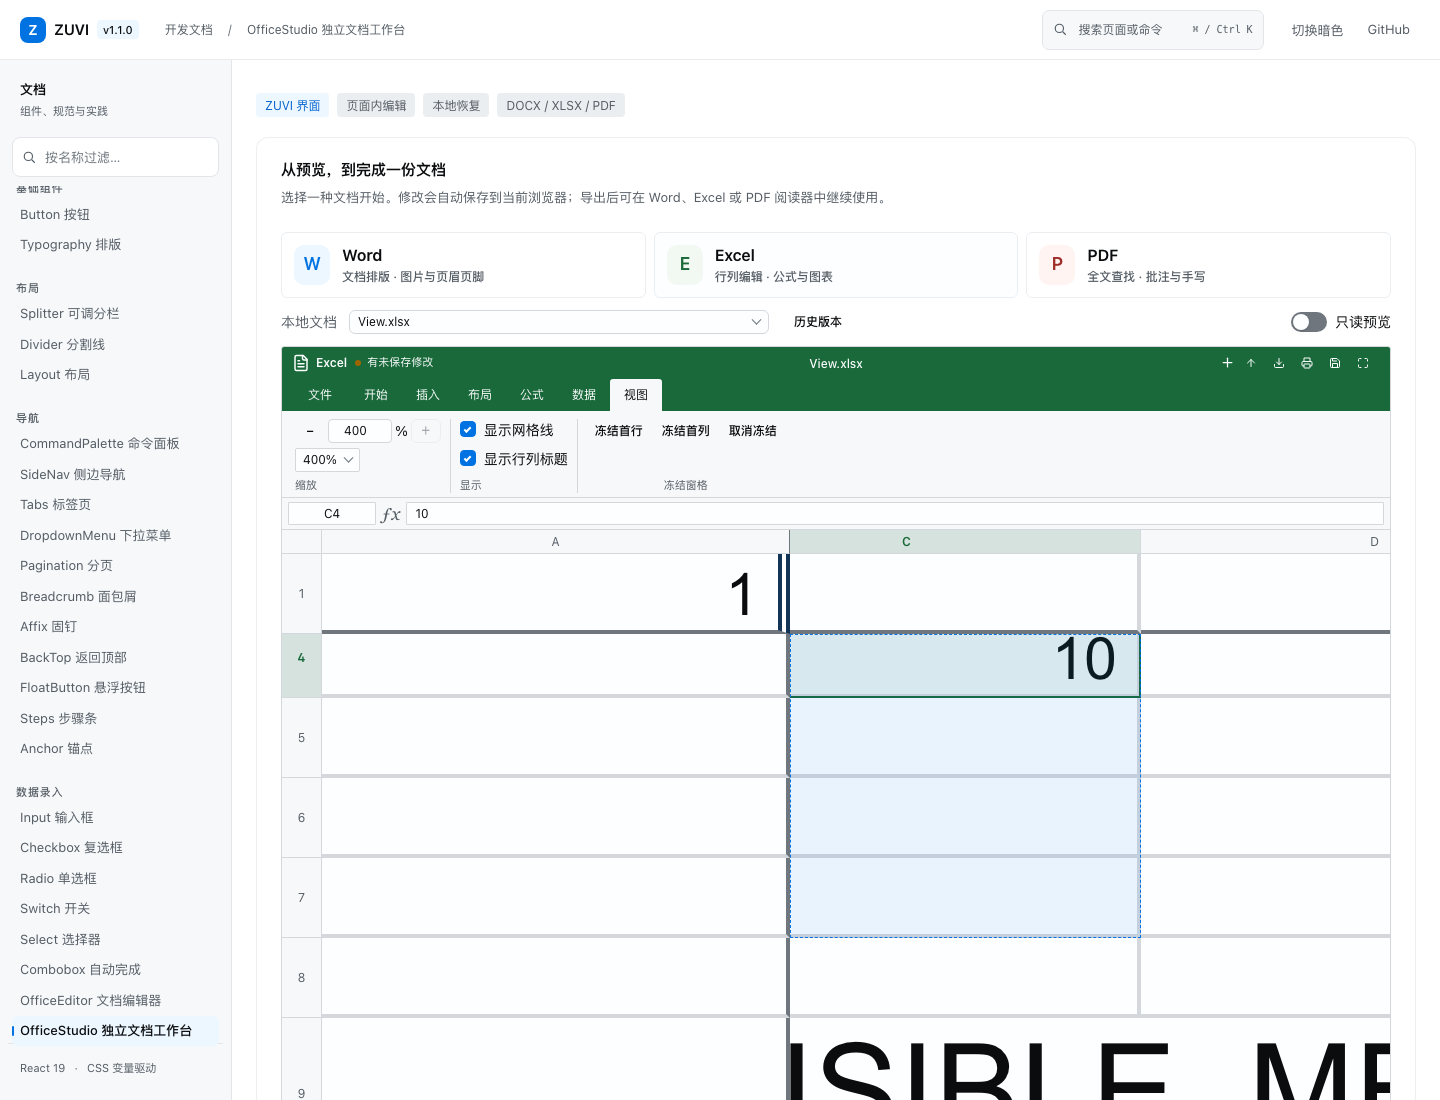 Z ZUVI v1.1.0 开发文档 / OfficeStudio 独立文档工作台 搜索页面或命令 ⌘ / Ctrl K 切换暗色 GitHub
文档
组件、规范与实践
按名称过滤...
基础组件
Button 按钮
Typography 排版
布局
Splitter 可调分栏
Divider 分割线
Layout 布局
导航
CommandPalette 命令面板
SideNav 侧边导航
Tabs 标签页
DropdownMenu 下拉菜单
Pagination 分页
Breadcrumb 面包屑
Affix 固钉
BackTop 返回顶部
FloatButton 悬浮按钮
Steps 步骤条
Anchor 锚点
数据录入
Input 输入框
Checkbox 复选框
Radio 单选框
Switch 开关
Select 选择器
Combobox 自动完成
OfficeEditor 文档编辑器
OfficeStudio 独立文档工作台
React 19 · CSS 变量驱动
ZUVI 界面 页面内编辑 本地恢复 DOCX / XLSX / PDF
从预览，到完成一份文档
选择一种文档开始。修改会自动保存到当前浏览器；导出后可在 Word、Excel 或 PDF 阅读器中继续使用。
W Word
文档排版 · 图片与页眉页脚
E Excel
行列编辑 · 公式与图表
P PDF
全文查找 · 批注与手写
本地文档 View.xlsx 历史版本 只读预览
Excel 有未保存修改 View.xlsx
文件 开始 插入 布局 公式 数据 视图
− 400 % +
400%
缩放
显示网格线
显示行列标题
显示
冻结首行 冻结首列 取消冻结
冻结窗格
C4 fx 10
A C D
1 1
4 10
5
6
7
8
9